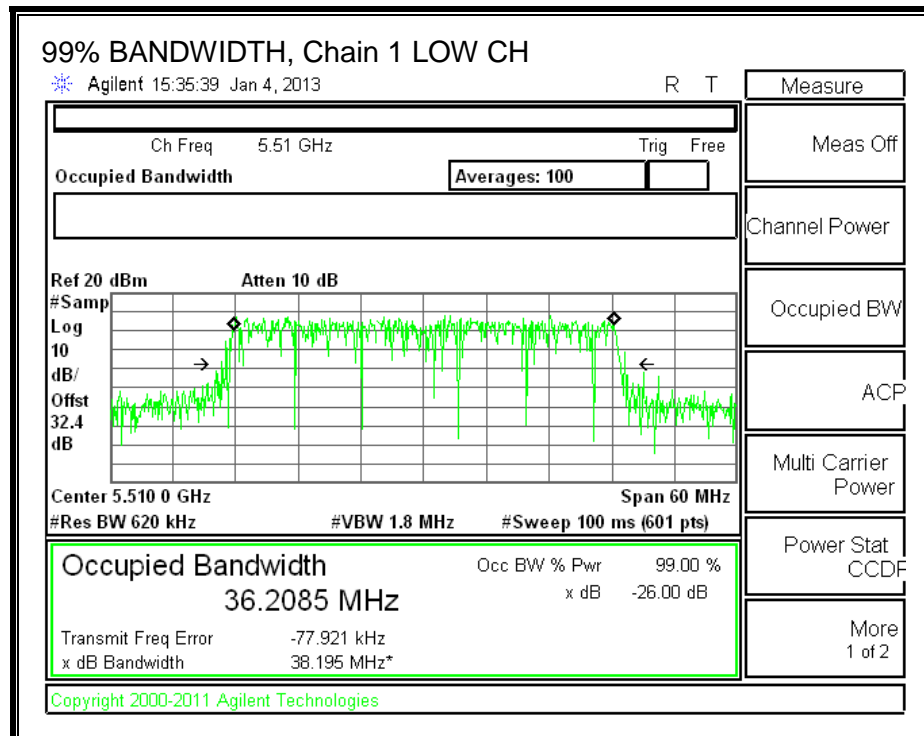 99% BANDWIDTH, Chain 1 LOW CH
Agilent 15:35:39 Jan 4, 2013 R T
Measure
Ch Freq 5.51 GHz Trig Free
Meas Off
Occupied Bandwidth Averages: 100
Channel Power
Ref 20 dBm Atten 10 dB
#Samp
Log
10
dB/
Offst
32.4
dB
Occupied BW
ACP
Multi Carrier
Power
Center 5.510 0 GHz Span 60 MHz
#Res BW 620 kHz #VBW 1.8 MHz #Sweep 100 ms (601 pts)
Occupied Bandwidth Occ BW % Pwr 99.00 %
36.2085 MHz x dB -26.00 dB
Transmit Freq Error -77.921 kHz
x dB Bandwidth 38.195 MHz*
Power Stat
CCDF
More
1 of 2
Copyright 2000-2011 Agilent Technologies